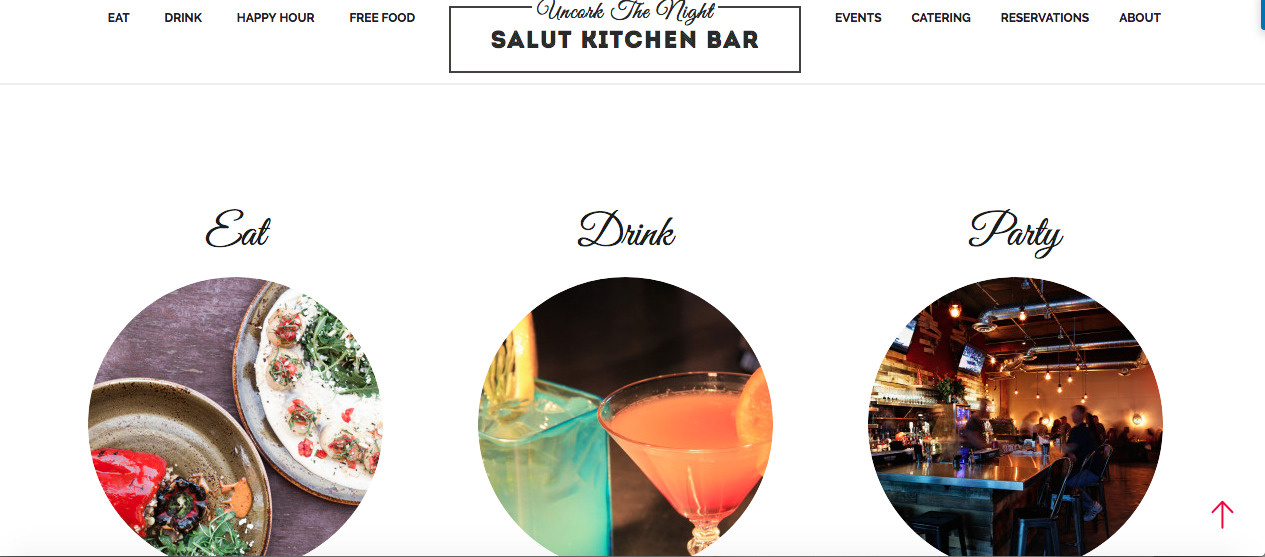 EAT DRINK HAPPY HOUR FREE FOOD
Uncork The Night
SALUT KITCHEN BAR
EVENTS CATERING RESERVATIONS ABOUT
Eat Drink Party